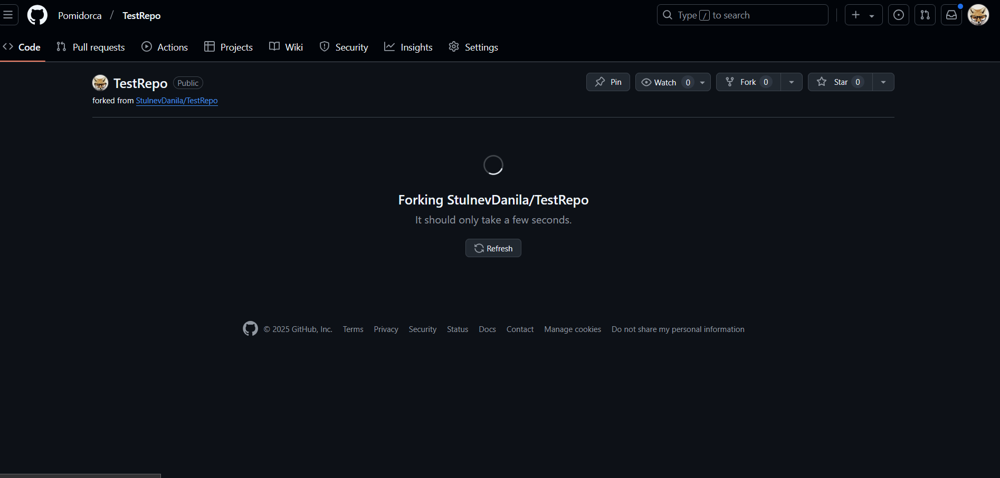 Pomidorca / TestRepo
Type / to search
Code Pull requests Actions Projects Wiki Security Insights Settings
TestRepo Public
Pin Watch 0 Fork 0 Star 0
forked from StulnevDanila/TestRepo
Forking StulnevDanila/TestRepo
It should only take a few seconds.
Refresh
© 2025 GitHub, Inc. Terms Privacy Security Status Docs Contact Manage cookies Do not share my personal information